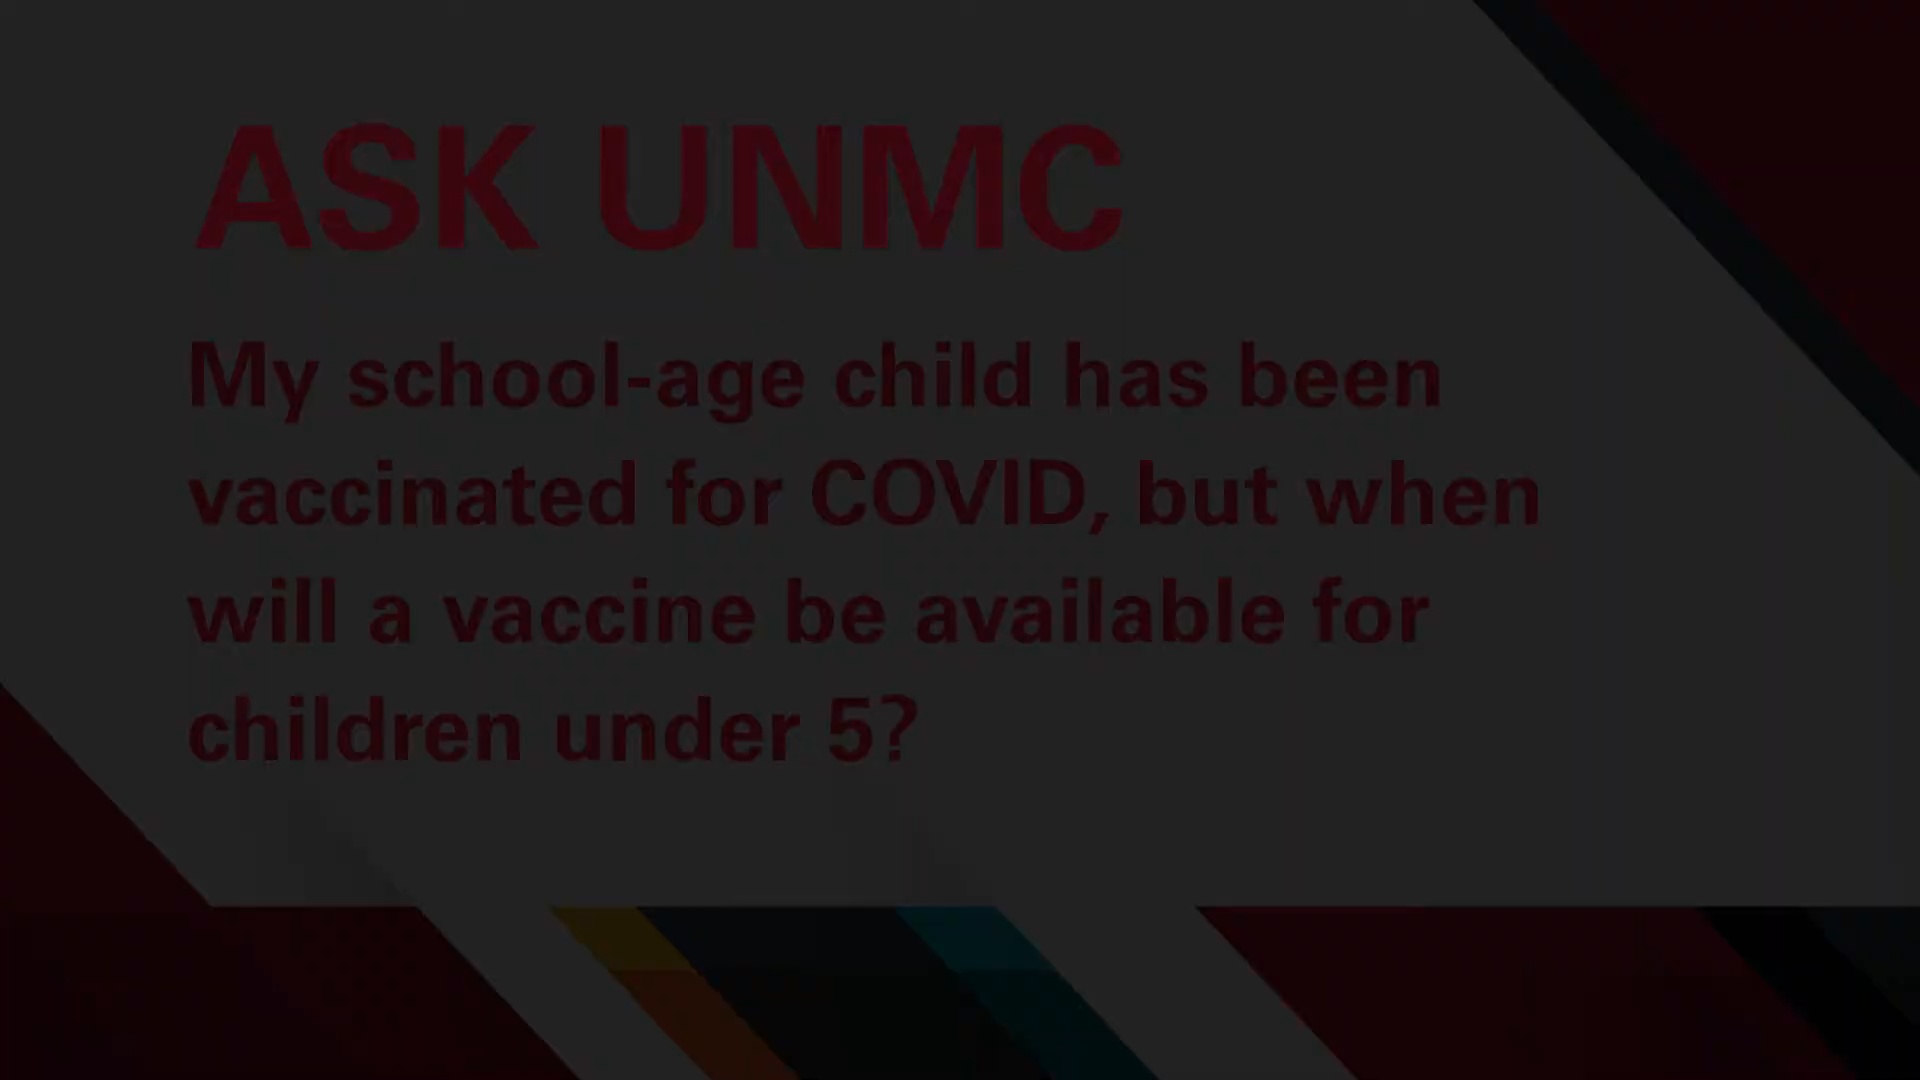 ASK UNMC
My school-age child has been
vaccinated for COVID, but when
will a vaccine be available for
children under 5?